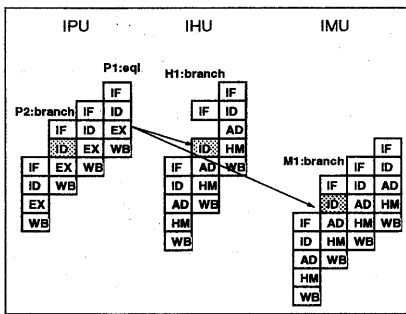 IPU
P1:eql
IF
P2:branch IF ID
IF ID EX
ID EX WB
IF EX WB
ID WB
EX
WB
IHU
H1:branch
IF
IF ID
AD
ID HM
IF AD WB
ID HM
AD WB
HM
WB
IMU
IF
M1:branch IF ID
IF ID AD
ID AD HM
IF AD HM WB
ID HM WB
AD WB
HM
WB